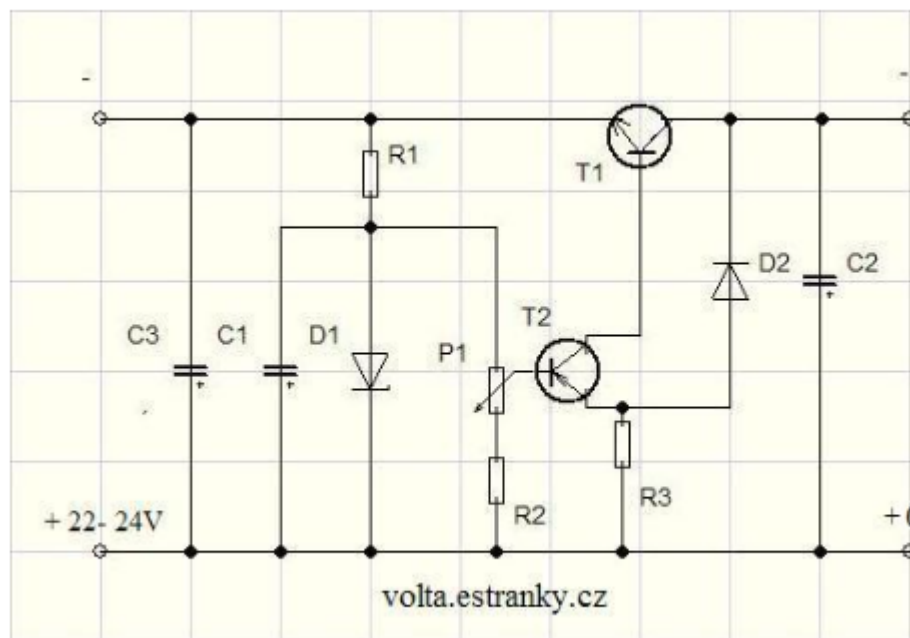 -
-
R1
T1
D2
C2
C3
C1
D1
P1
T2
R3
R2
+ 22- 24V
volta.estranky.cz